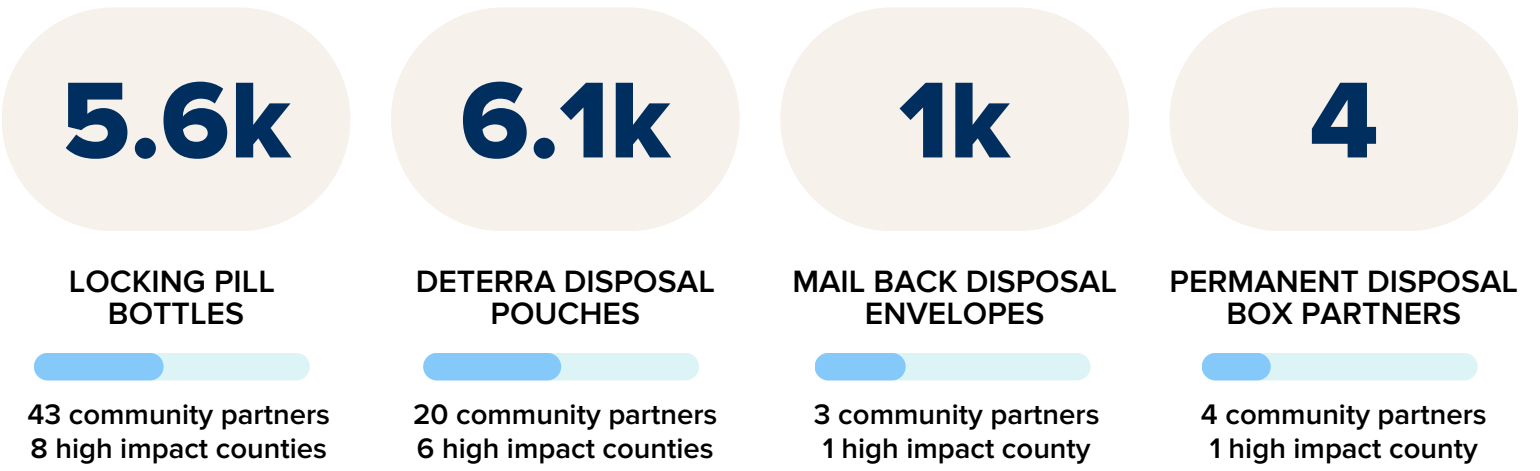 5.6k
LOCKING PILL
BOTTLES
43 community partners
8 high impact counties
6.1k
DETERRA DISPOSAL
POUCHES
20 community partners
6 high impact counties
1k
MAIL BACK DISPOSAL
ENVELOPES
3 community partners
1 high impact county
4
PERMANENT DISPOSAL
BOX PARTNERS
4 community partners
1 high impact county